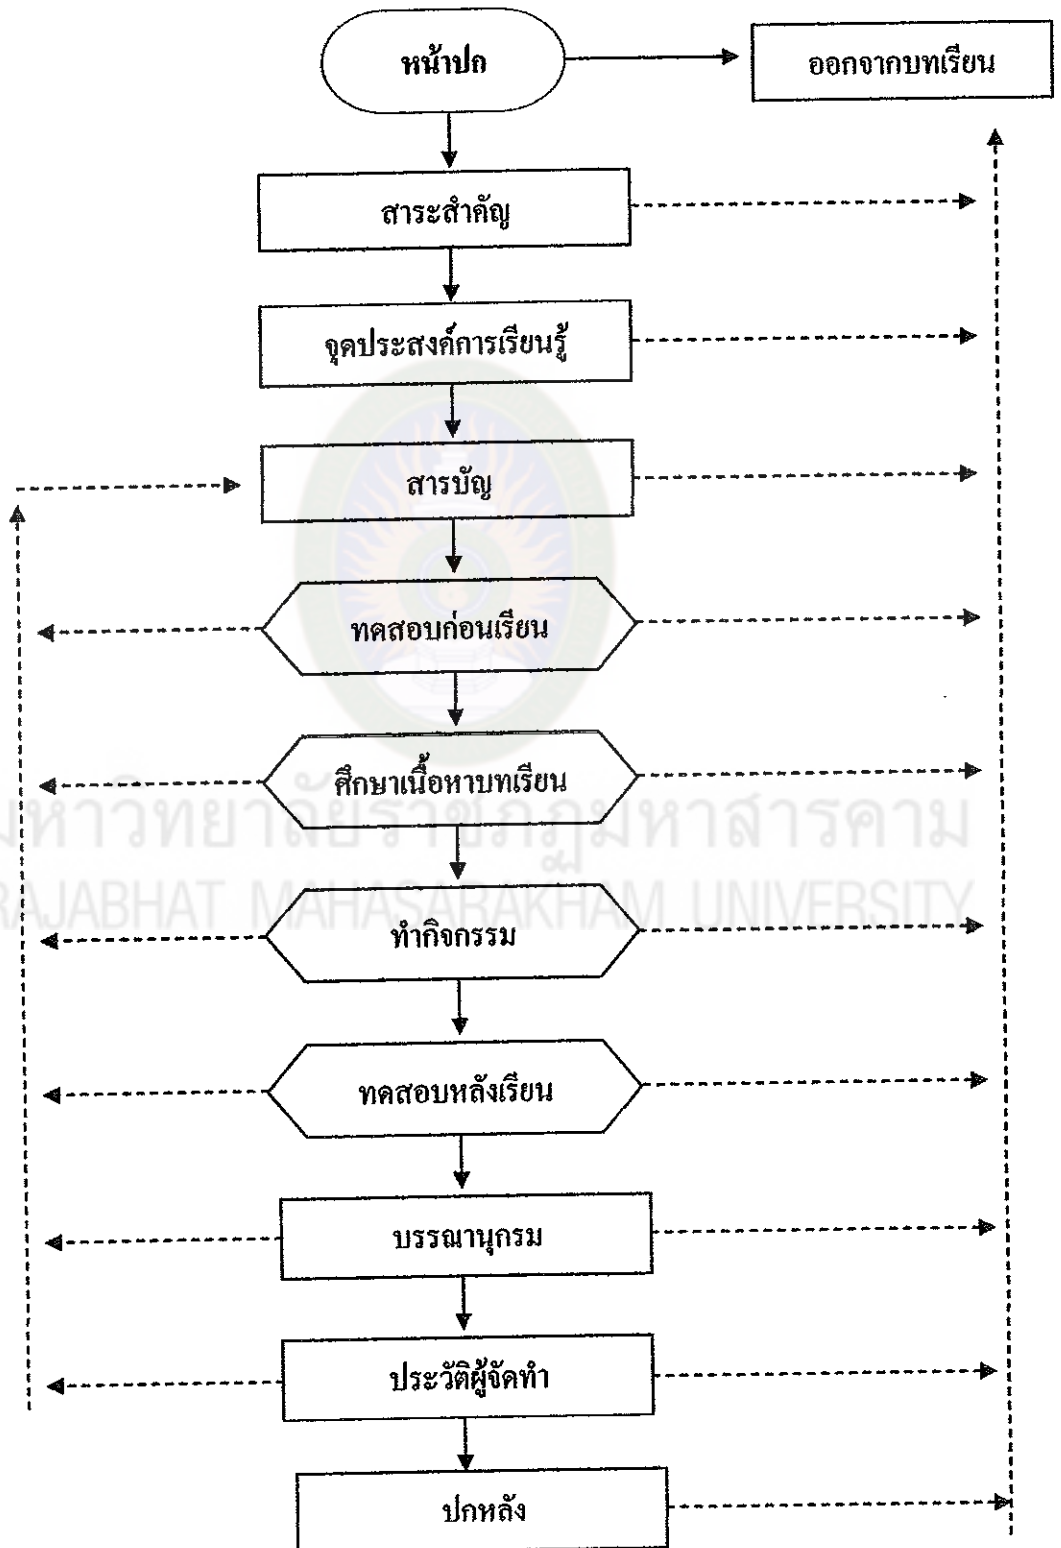 หน้าปก
ออกจากบทเรียน
สาระสำคัญ
จุดประสงค์การเรียนรู้
สารบัญ
ทดสอบก่อนเรียน
ศึกษาเนื้อหาบทเรียน
มหาวิทยาลัยราชภัฏมหาสารคาม
RAJABHAT MAHASARAKHAM UNIVERSITY
ทำกิจกรรม
ทดสอบหลังเรียน
บรรณานุกรม
ประวัติผู้จัดทำ
ปกหลัง